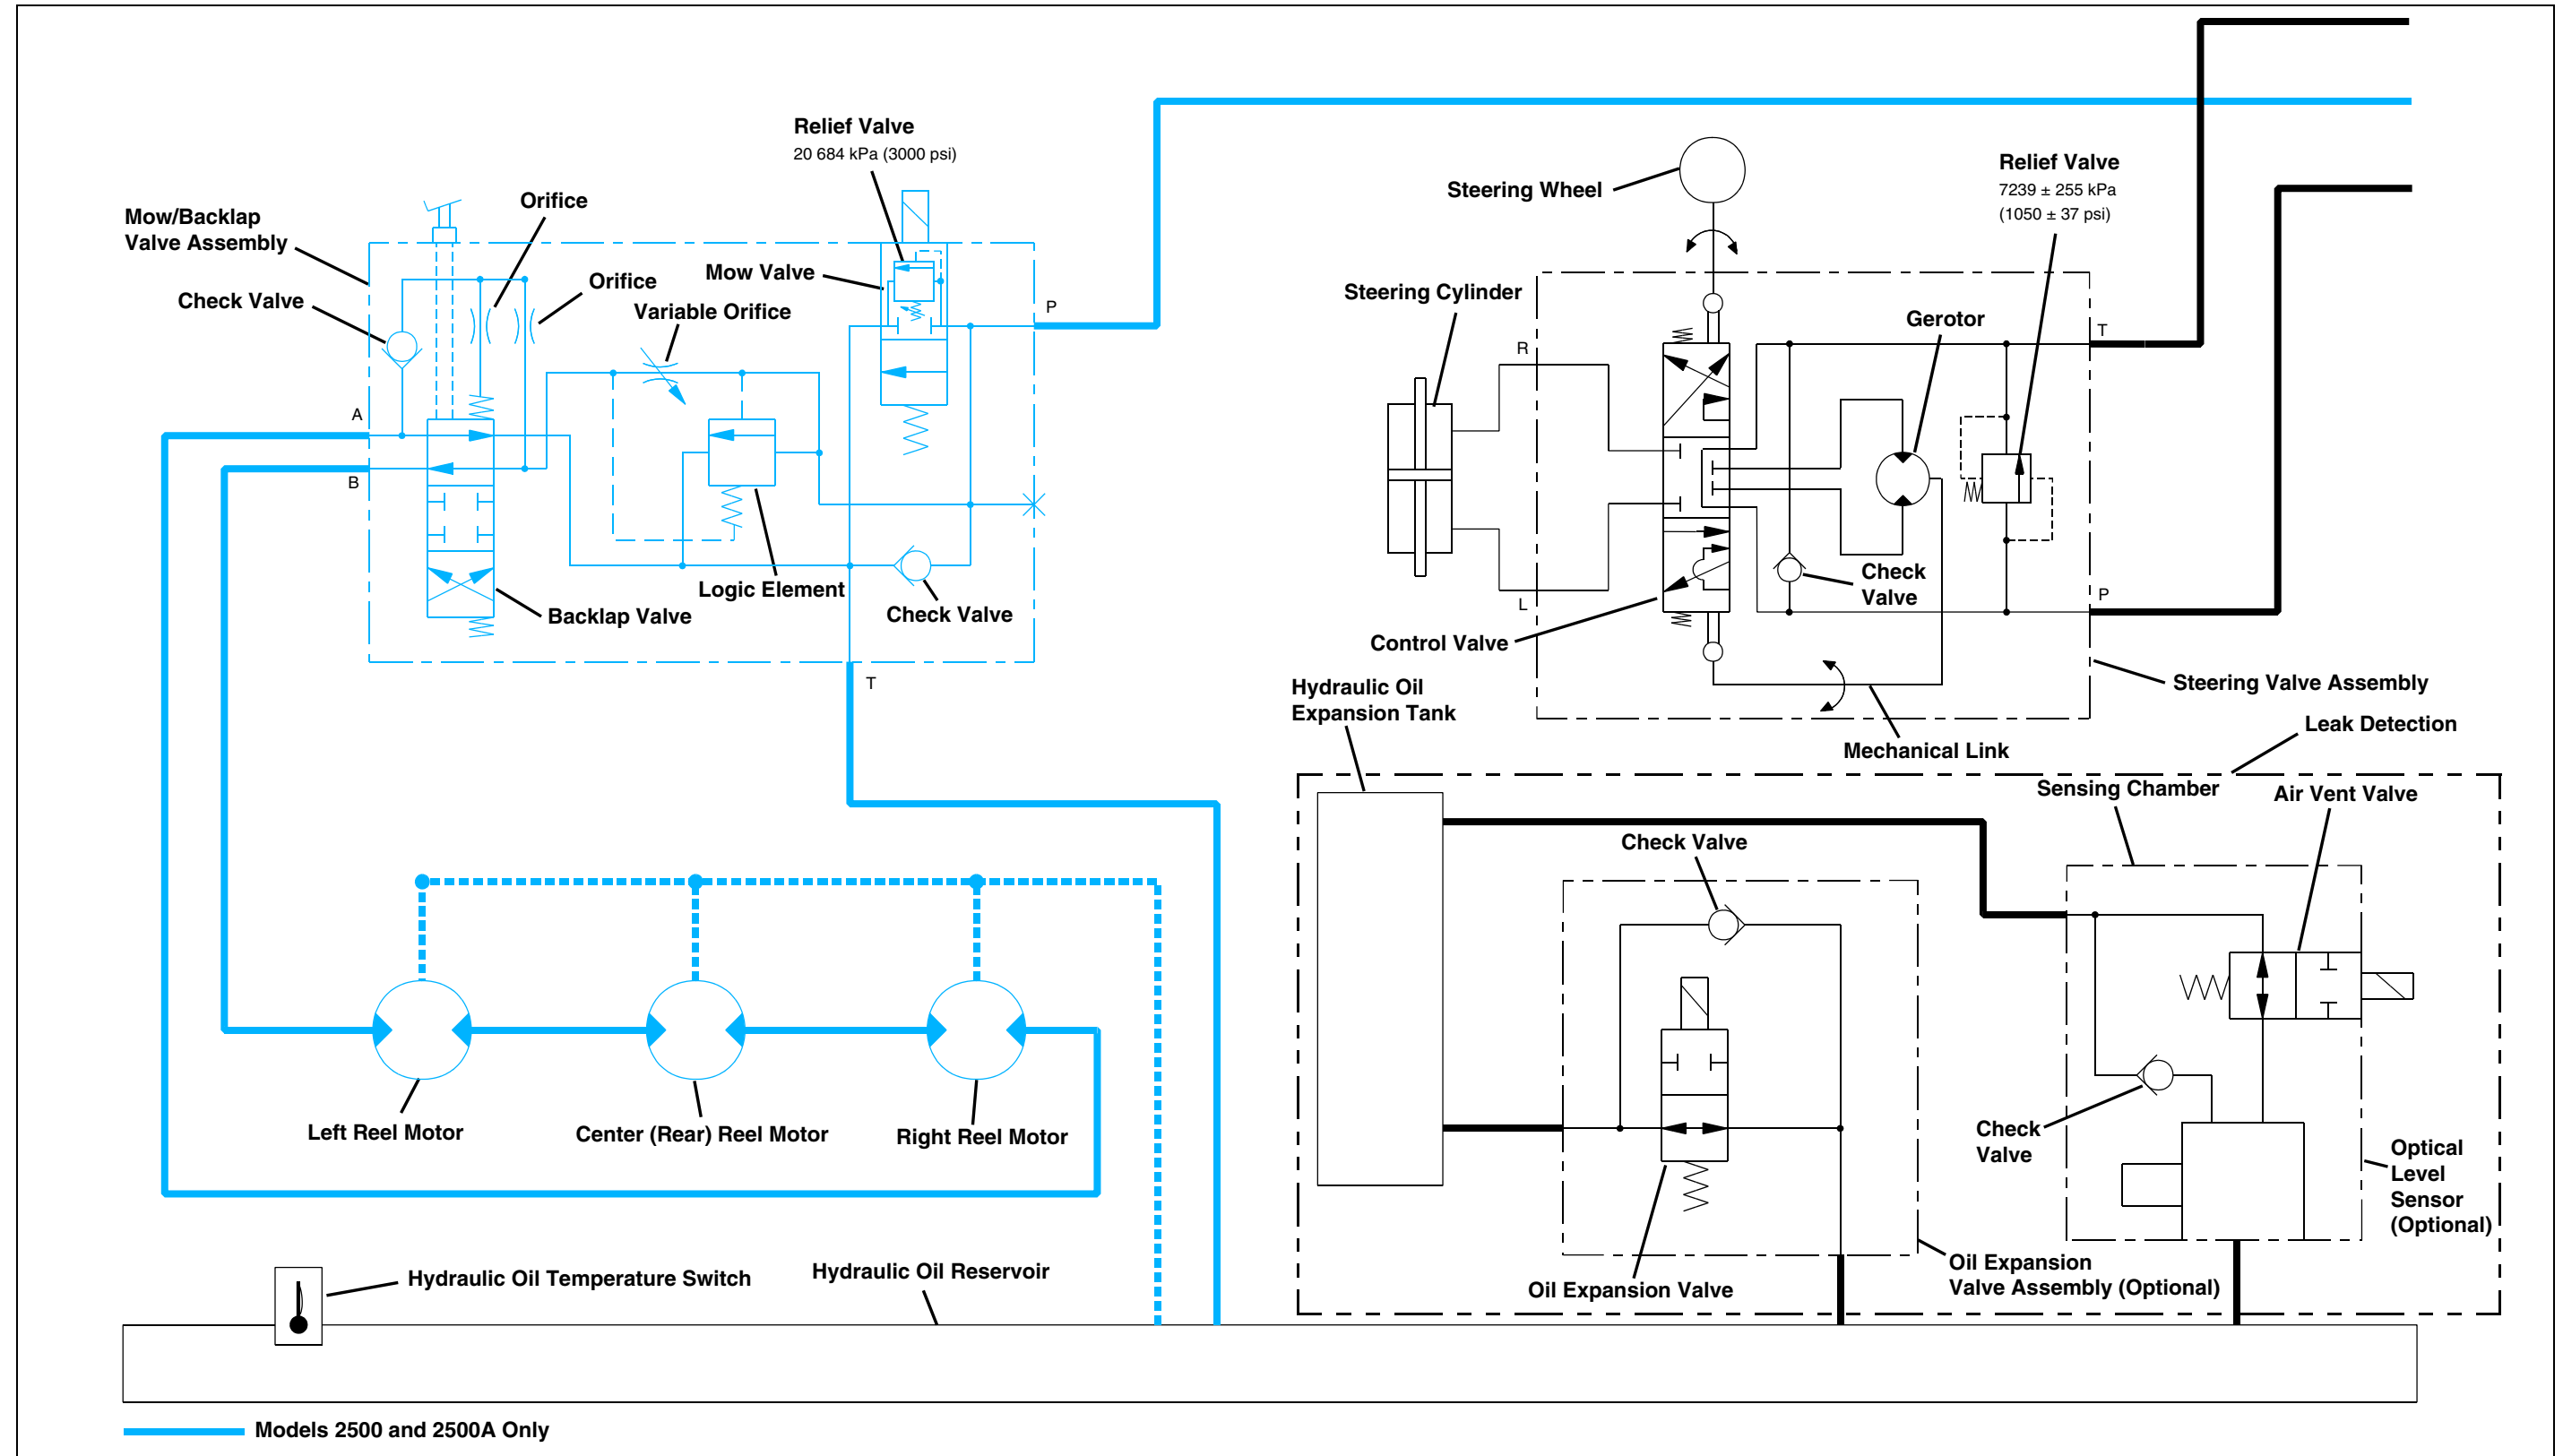 Relief Valve
20 684 kPa (3000 psi)
Orifice
Mow/Backlap
Valve Assembly
Mow Valve
Orifice
Check Valve
Variable Orifice
P
A
B
Logic Element
Backlap Valve
Check Valve
T
Steering Wheel
Relief Valve
7239 ± 255 kPa
(1050 ± 37 psi)
Steering Cylinder
Gerotor
R
T
Check
Valve
L
P
Control Valve
Steering Valve Assembly
Mechanical Link
Hydraulic Oil
Expansion Tank
Leak Detection
Sensing Chamber
Air Vent Valve
Check Valve
Check
Valve
Optical
Level
Sensor
(Optional)
Oil Expansion
Valve Assembly (Optional)
Oil Expansion Valve
Left Reel Motor
Center (Rear) Reel Motor
Right Reel Motor
Hydraulic Oil Temperature Switch
Hydraulic Oil Reservoir
Models 2500 and 2500A Only